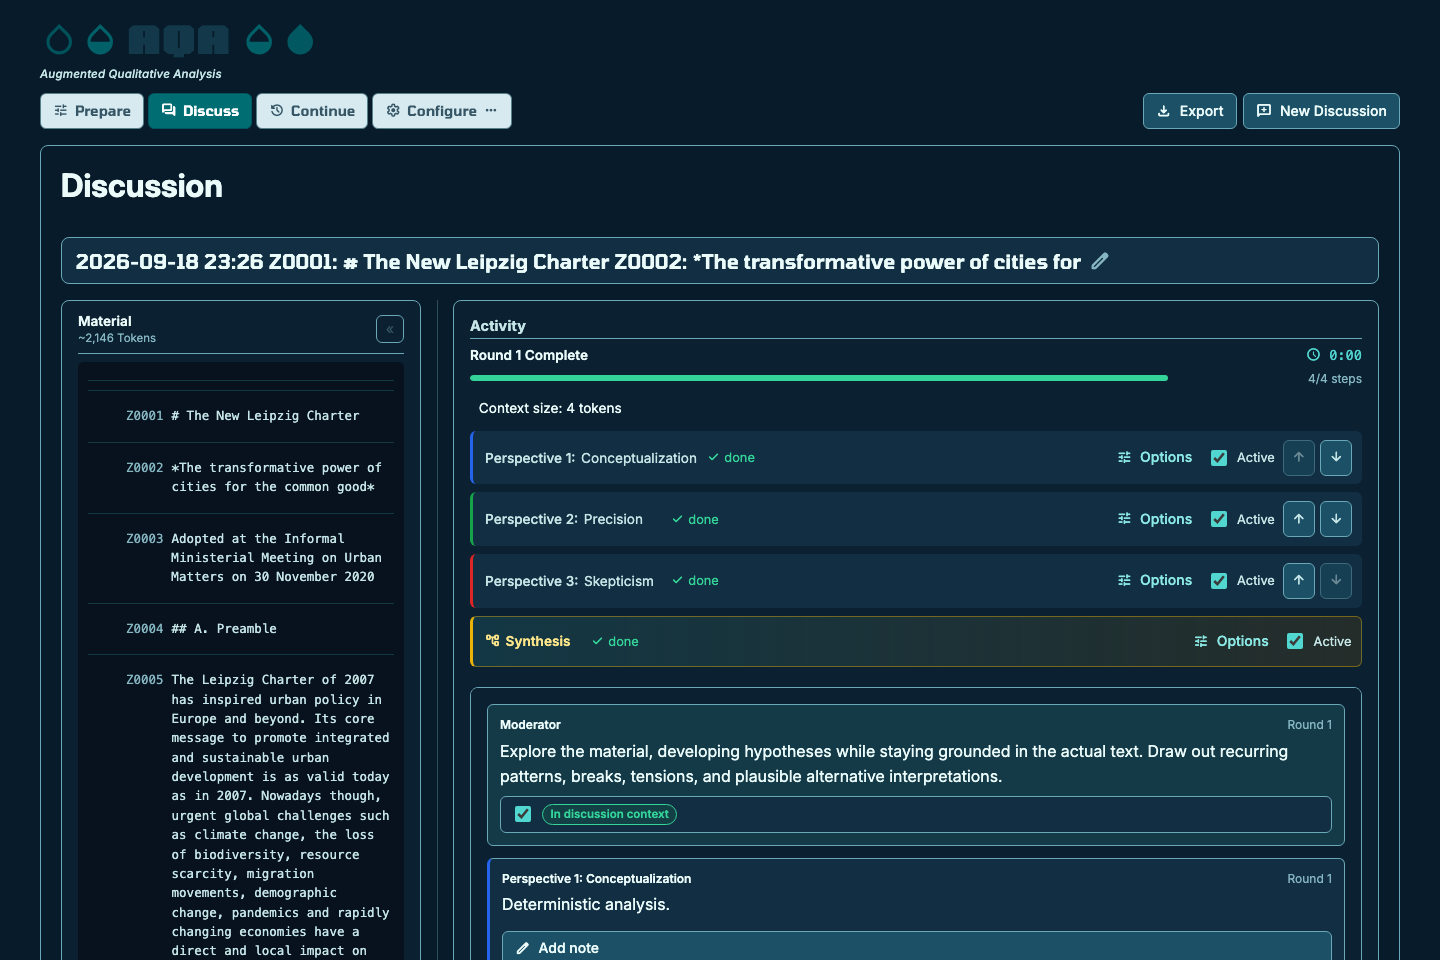 AQA
Augmented Qualitative Analysis
Prepare
Discuss
Continue
Configure ···
Export
New Discussion
Discussion
2026-09-18 23:26 Z0001: # The New Leipzig Charter Z0002: *The transformative power of cities for
Material
~2,146 Tokens
«
Z0001 # The New Leipzig Charter
Z0002 *The transformative power of
cities for the common good*
Z0003 Adopted at the Informal
Ministerial Meeting on Urban
Matters on 30 November 2020
Z0004 ## A. Preamble
Z0005 The Leipzig Charter of 2007
has inspired urban policy in
Europe and beyond. Its core
message to promote integrated
and sustainable urban
development is as valid today
as in 2007. Nowadays though,
urgent global challenges such
as climate change, the loss
of biodiversity, resource
scarcity, migration
movements, demographic
change, pandemics and rapidly
changing economies have a
direct and local impact on
Activity
Round 1 Complete
0:00
4/4 steps
Context size: 4 tokens
Perspective 1: Conceptualization ✓ done
Options
Active
↑ ↓
Perspective 2: Precision ✓ done
Options
Active
↑ ↓
Perspective 3: Skepticism ✓ done
Options
Active
↑ ↓
Synthesis ✓ done
Options
Active
Moderator
Round 1
Explore the material, developing hypotheses while staying grounded in the actual text. Draw out recurring
patterns, breaks, tensions, and plausible alternative interpretations.
In discussion context
Perspective 1: Conceptualization
Round 1
Deterministic analysis.
Add note